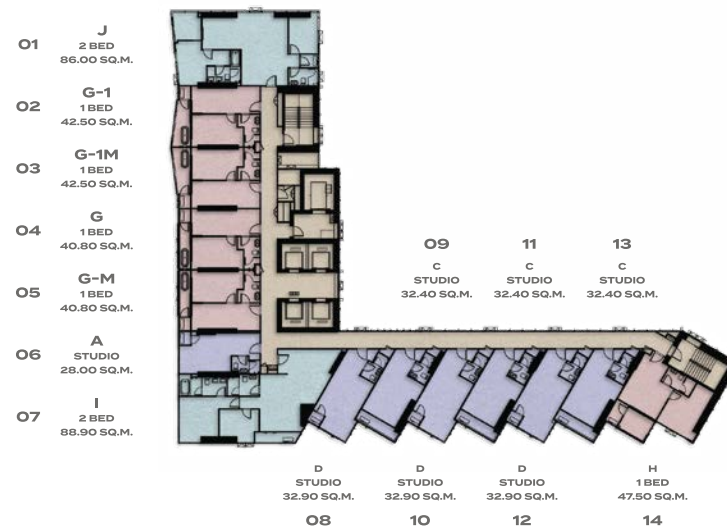 01
J
2 BED
86.00 SQ.M.
02
G-1
1 BED
42.50 SQ.M.
03
G-1M
1 BED
42.50 SQ.M.
04
G
1 BED
40.80 SQ.M.
05
G-M
1 BED
40.80 SQ.M.
06
A
STUDIO
28.00 SQ.M.
07
I
2 BED
88.90 SQ.M.
09
C
STUDIO
32.40 SQ.M.
11
C
STUDIO
32.40 SQ.M.
13
C
STUDIO
32.40 SQ.M.
D
STUDIO
32.90 SQ.M.
08
D
STUDIO
32.90 SQ.M.
10
D
STUDIO
32.90 SQ.M.
12
H
1 BED
47.50 SQ.M.
14